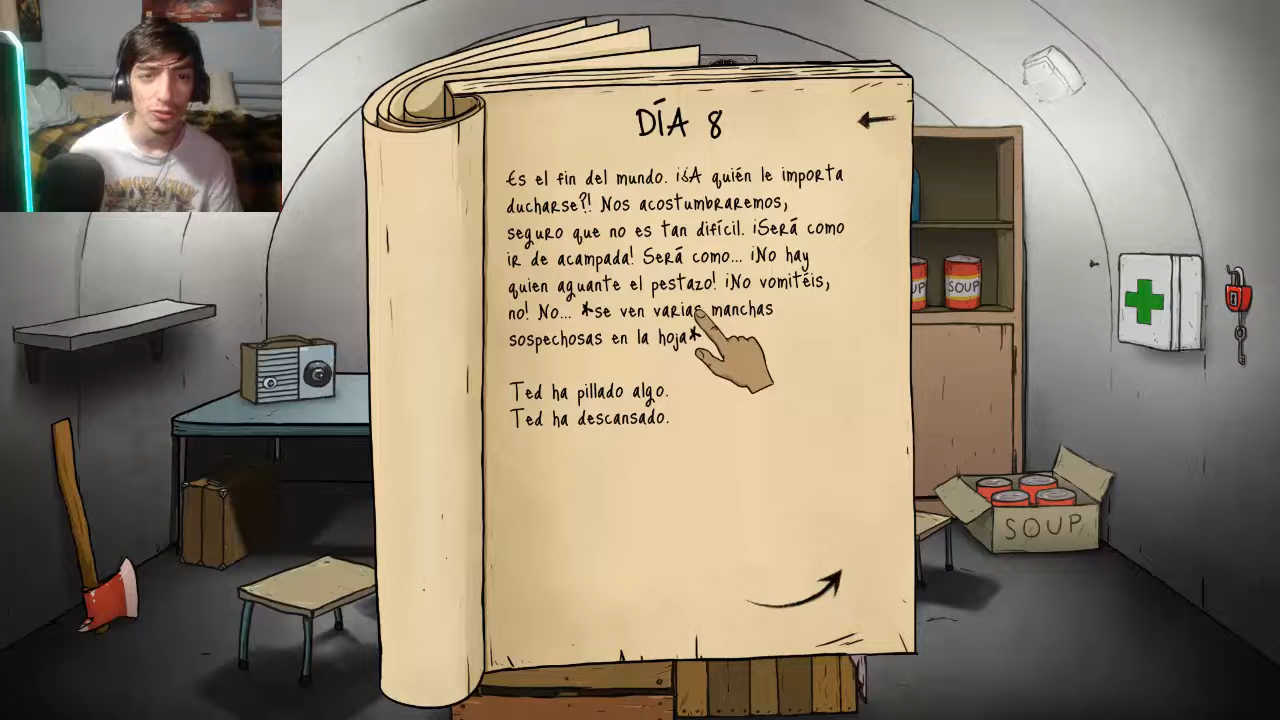 DÍA 8
Es el fin del mundo. ¡¿A quién le importa
ducharse?! Nos acostumbraremos,
seguro que no es tan difícil. ¡Será como
ir de acampada! Será como... ¡No hay
quien aguante el pestazo! ¡No vomitéis,
no! No... *se ven varias manchas
sospechosas en la hoja*
Ted ha pillado algo.
Ted ha descansado.
UP
SOUP
SOUP